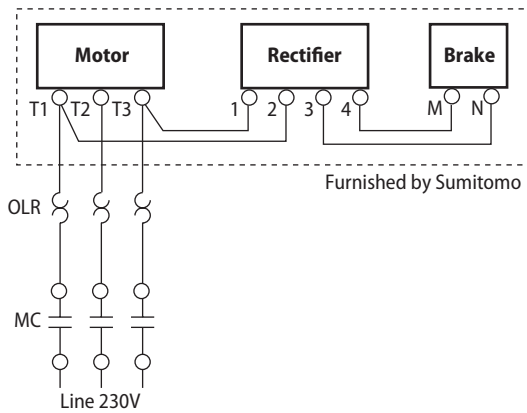 Motor Rectifier Brake
T1 T2 T3 1 2 3 4 M N
Furnished by Sumitomo
OLR
MC
Line 230V